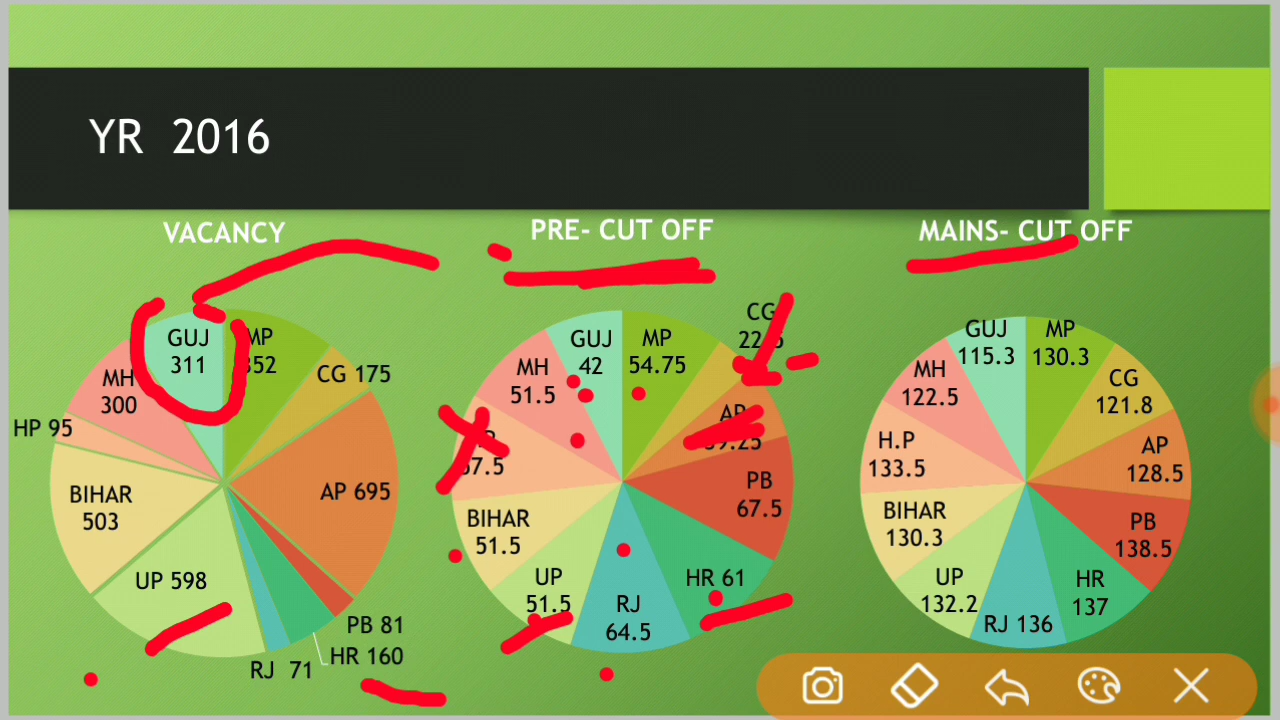 YR 2016
VACANCY
GUJ
311
MP
352
CG 175
AP 695
PB 81
HR 160
RJ 71
UP 598
BIHAR
503
HP 95
MH
300
PRE- CUT OFF
GUJ
42
MP
54.75
CG
PB
67.5
HR 61
RJ
64.5
UP
51.5
BIHAR
51.5
MH
51.5
MAINS- CUT OFF
GUJ
115.3
MP
130.3
CG
121.8
AP
128.5
PB
138.5
HR
137
RJ 136
UP
132.2
BIHAR
130.3
H.P
133.5
MH
122.5